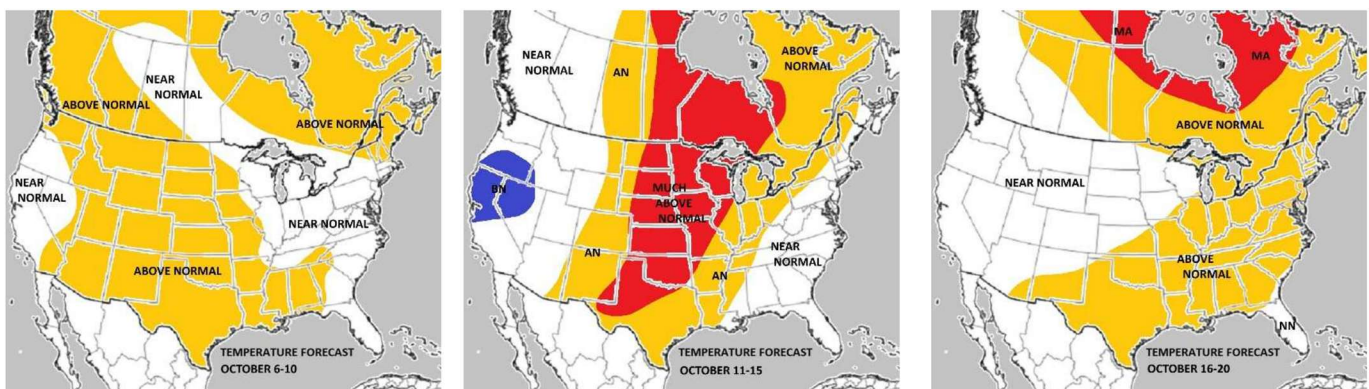 NEAR
NORMAL
ABOVE NORMAL
ABOVE NORMAL
NEAR
NORMAL
NEAR NORMAL
ABOVE NORMAL
TEMPERATURE FORECAST
OCTOBER 6-10
NEAR
NORMAL
AN
ABOVE
NORMAL
BN
MUCH
ABOVE
NORMAL
NEAR
NORMAL
AN
AN
TEMPERATURE FORECAST
OCTOBER 11-15
MA
MA
ABOVE NORMAL
NEAR NORMAL
ABOVE
NORMAL
NN
TEMPERATURE FORECAST
OCTOBER 16-20